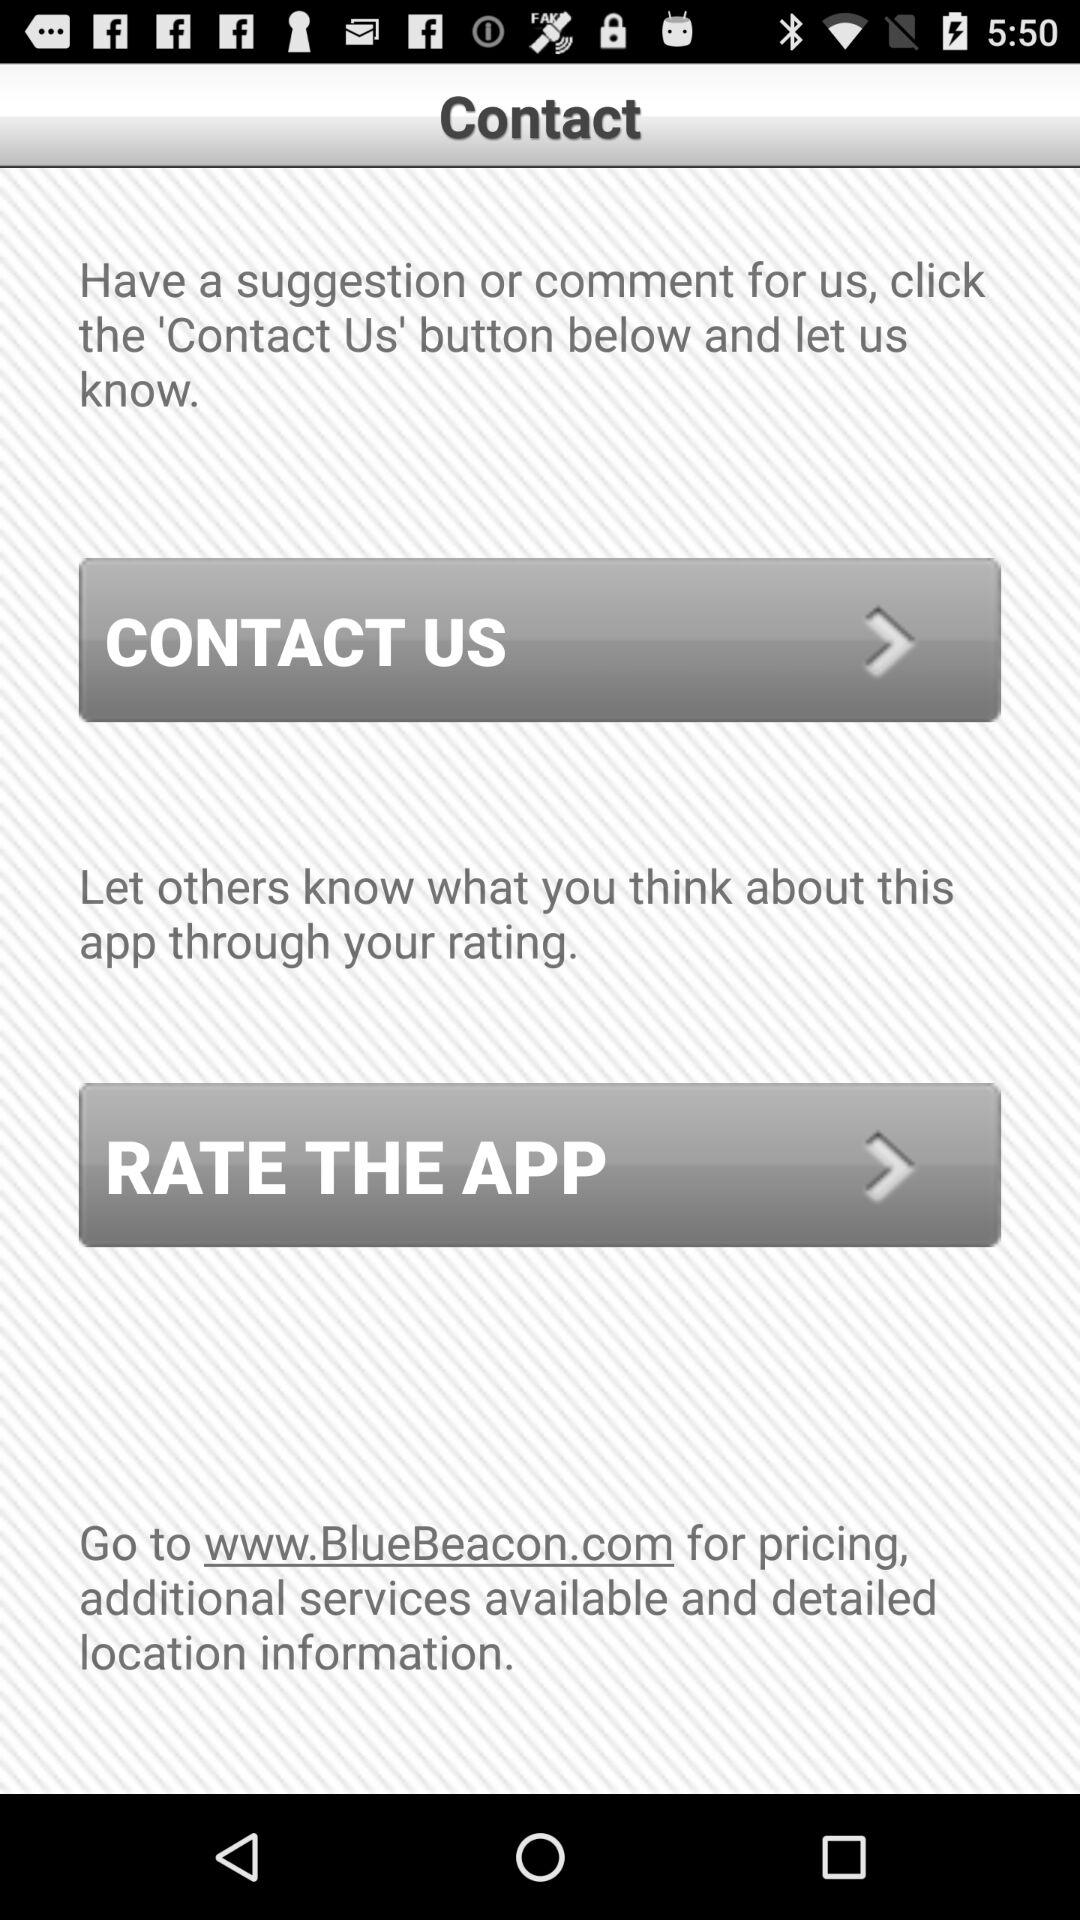 FAKE 5:50
Contact
Have a suggestion or comment for us, click
the 'Contact Us' button below and let us
know.
CONTACT US
Let others know what you think about this
app through your rating.
RATE THE APP
Go to www.BlueBeacon.com for pricing,
additional services available and detailed
location information.